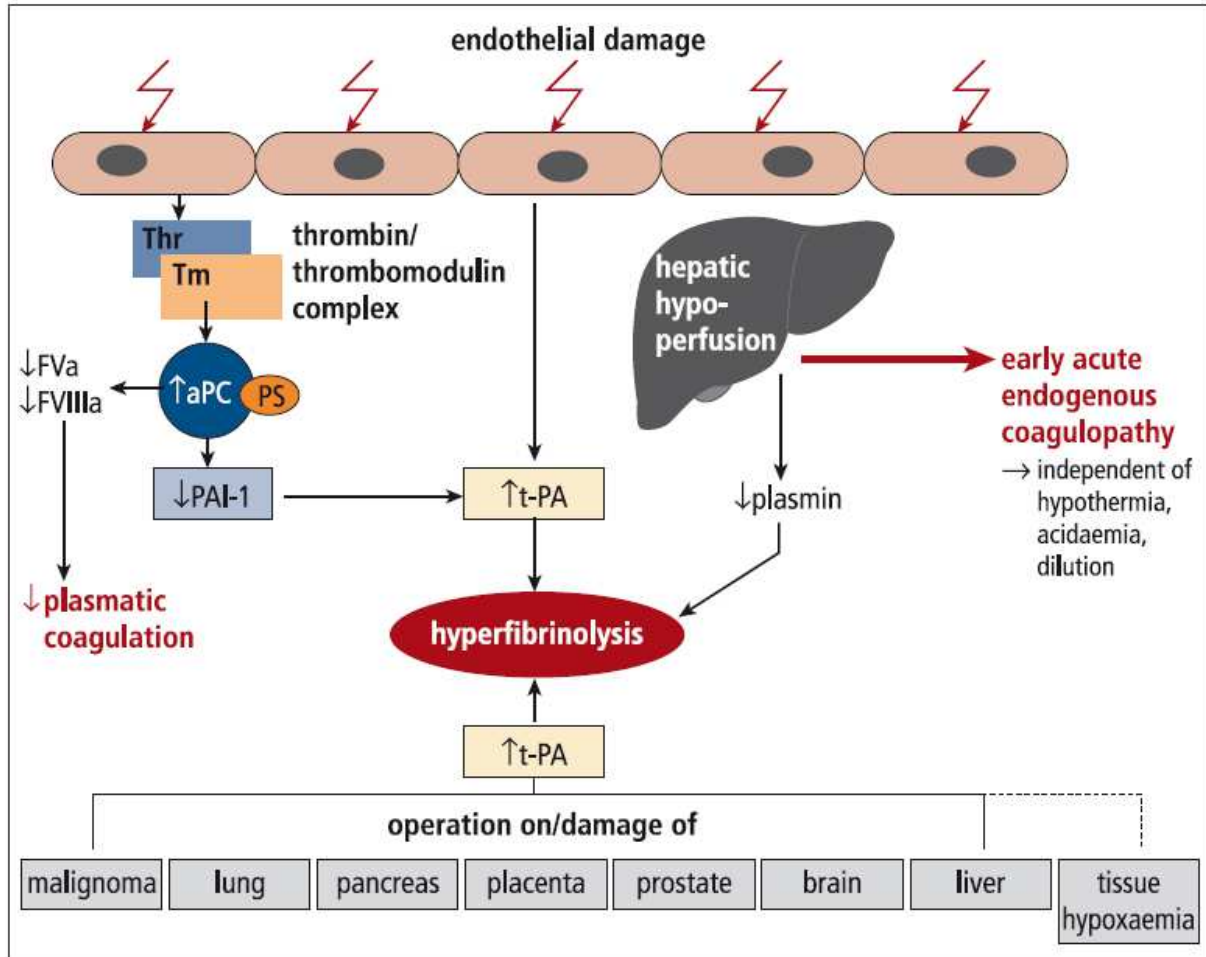 endothelial damage
Thr
Tm
thrombin/
thrombomodulin
complex
hepatic
hypo-
perfusion
↓FVa
↓FVIIIa
↑aPC
PS
early acute
endogenous
coagulopathy
→ independent of
hypothermia,
acidaemia,
dilution
↓PAI-1
↑t-PA
↓plasmin
↓plasmatic
coagulation
hyperfibrinolysis
↑t-PA
operation on/damage of
malignoma
lung
pancreas
placenta
prostate
brain
liver
tissue
hypoxaemia